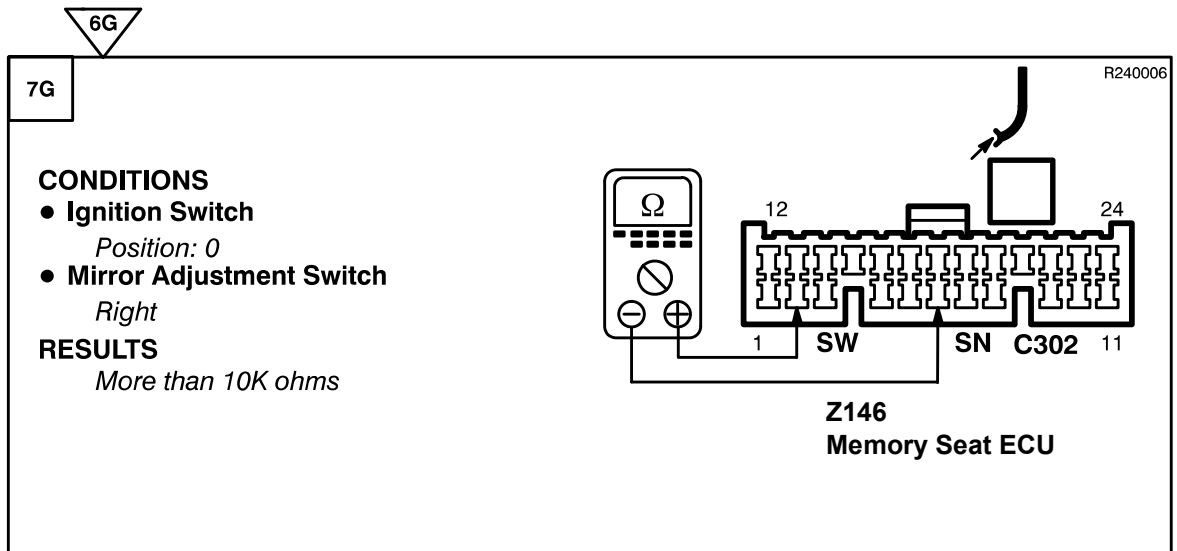 6G
7G
R240006
CONDITIONS
● Ignition Switch
Position: 0
● Mirror Adjustment Switch
Right
RESULTS
More than 10K ohms
Ω
12 24
1 SW SN C302 11
Z146
Memory Seat ECU